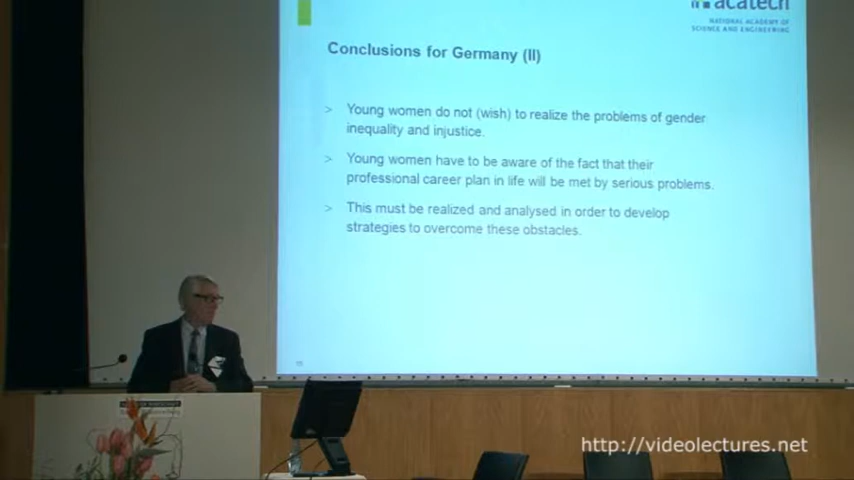 acatech
NATIONAL ACADEMY OF
SCIENCE AND ENGINEERING
Conclusions for Germany (II)
> Young women do not (wish) to realize the problems of gender
inequality and injustice.
> Young women have to be aware of the fact that their
professional career plan in life will be met by serious problems.
> This must be realized and analysed in order to develop
strategies to overcome these obstacles.
http://videolectures.net